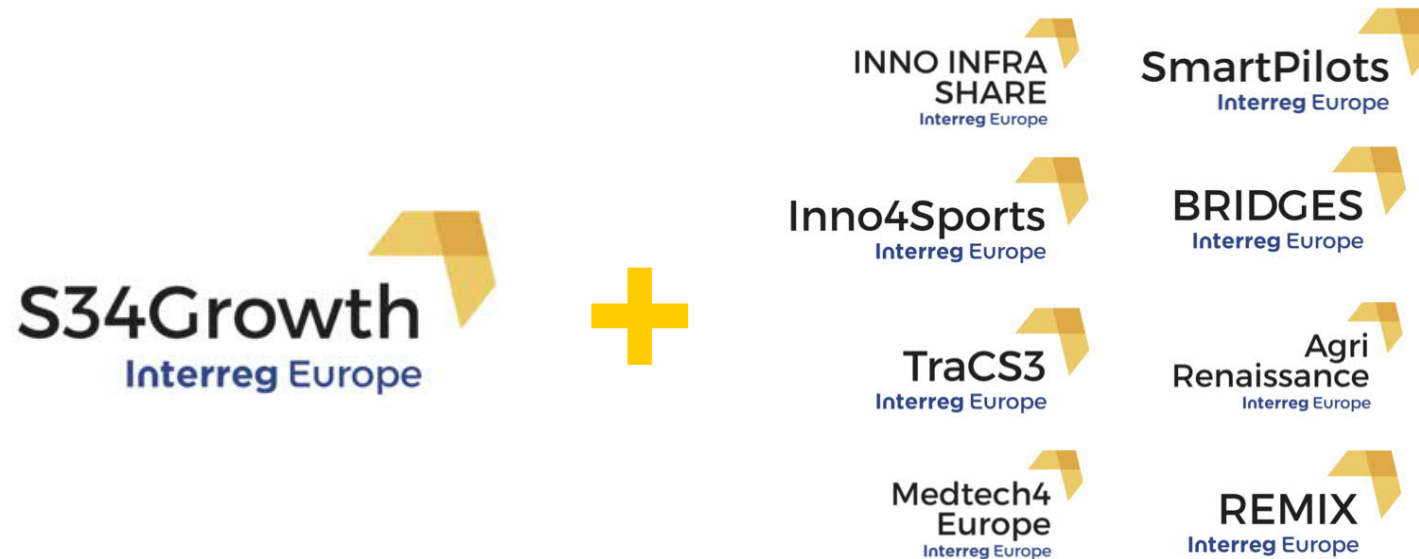 S34Growth
Interreg Europe
INNO INFRA
SHARE
Interreg Europe
SmartPilots
Interreg Europe
Inno4Sports
Interreg Europe
BRIDGES
Interreg Europe
TraCS3
Interreg Europe
Agri
Renaissance
Interreg Europe
Medtech4
Europe
Interreg Europe
REMIX
Interreg Europe